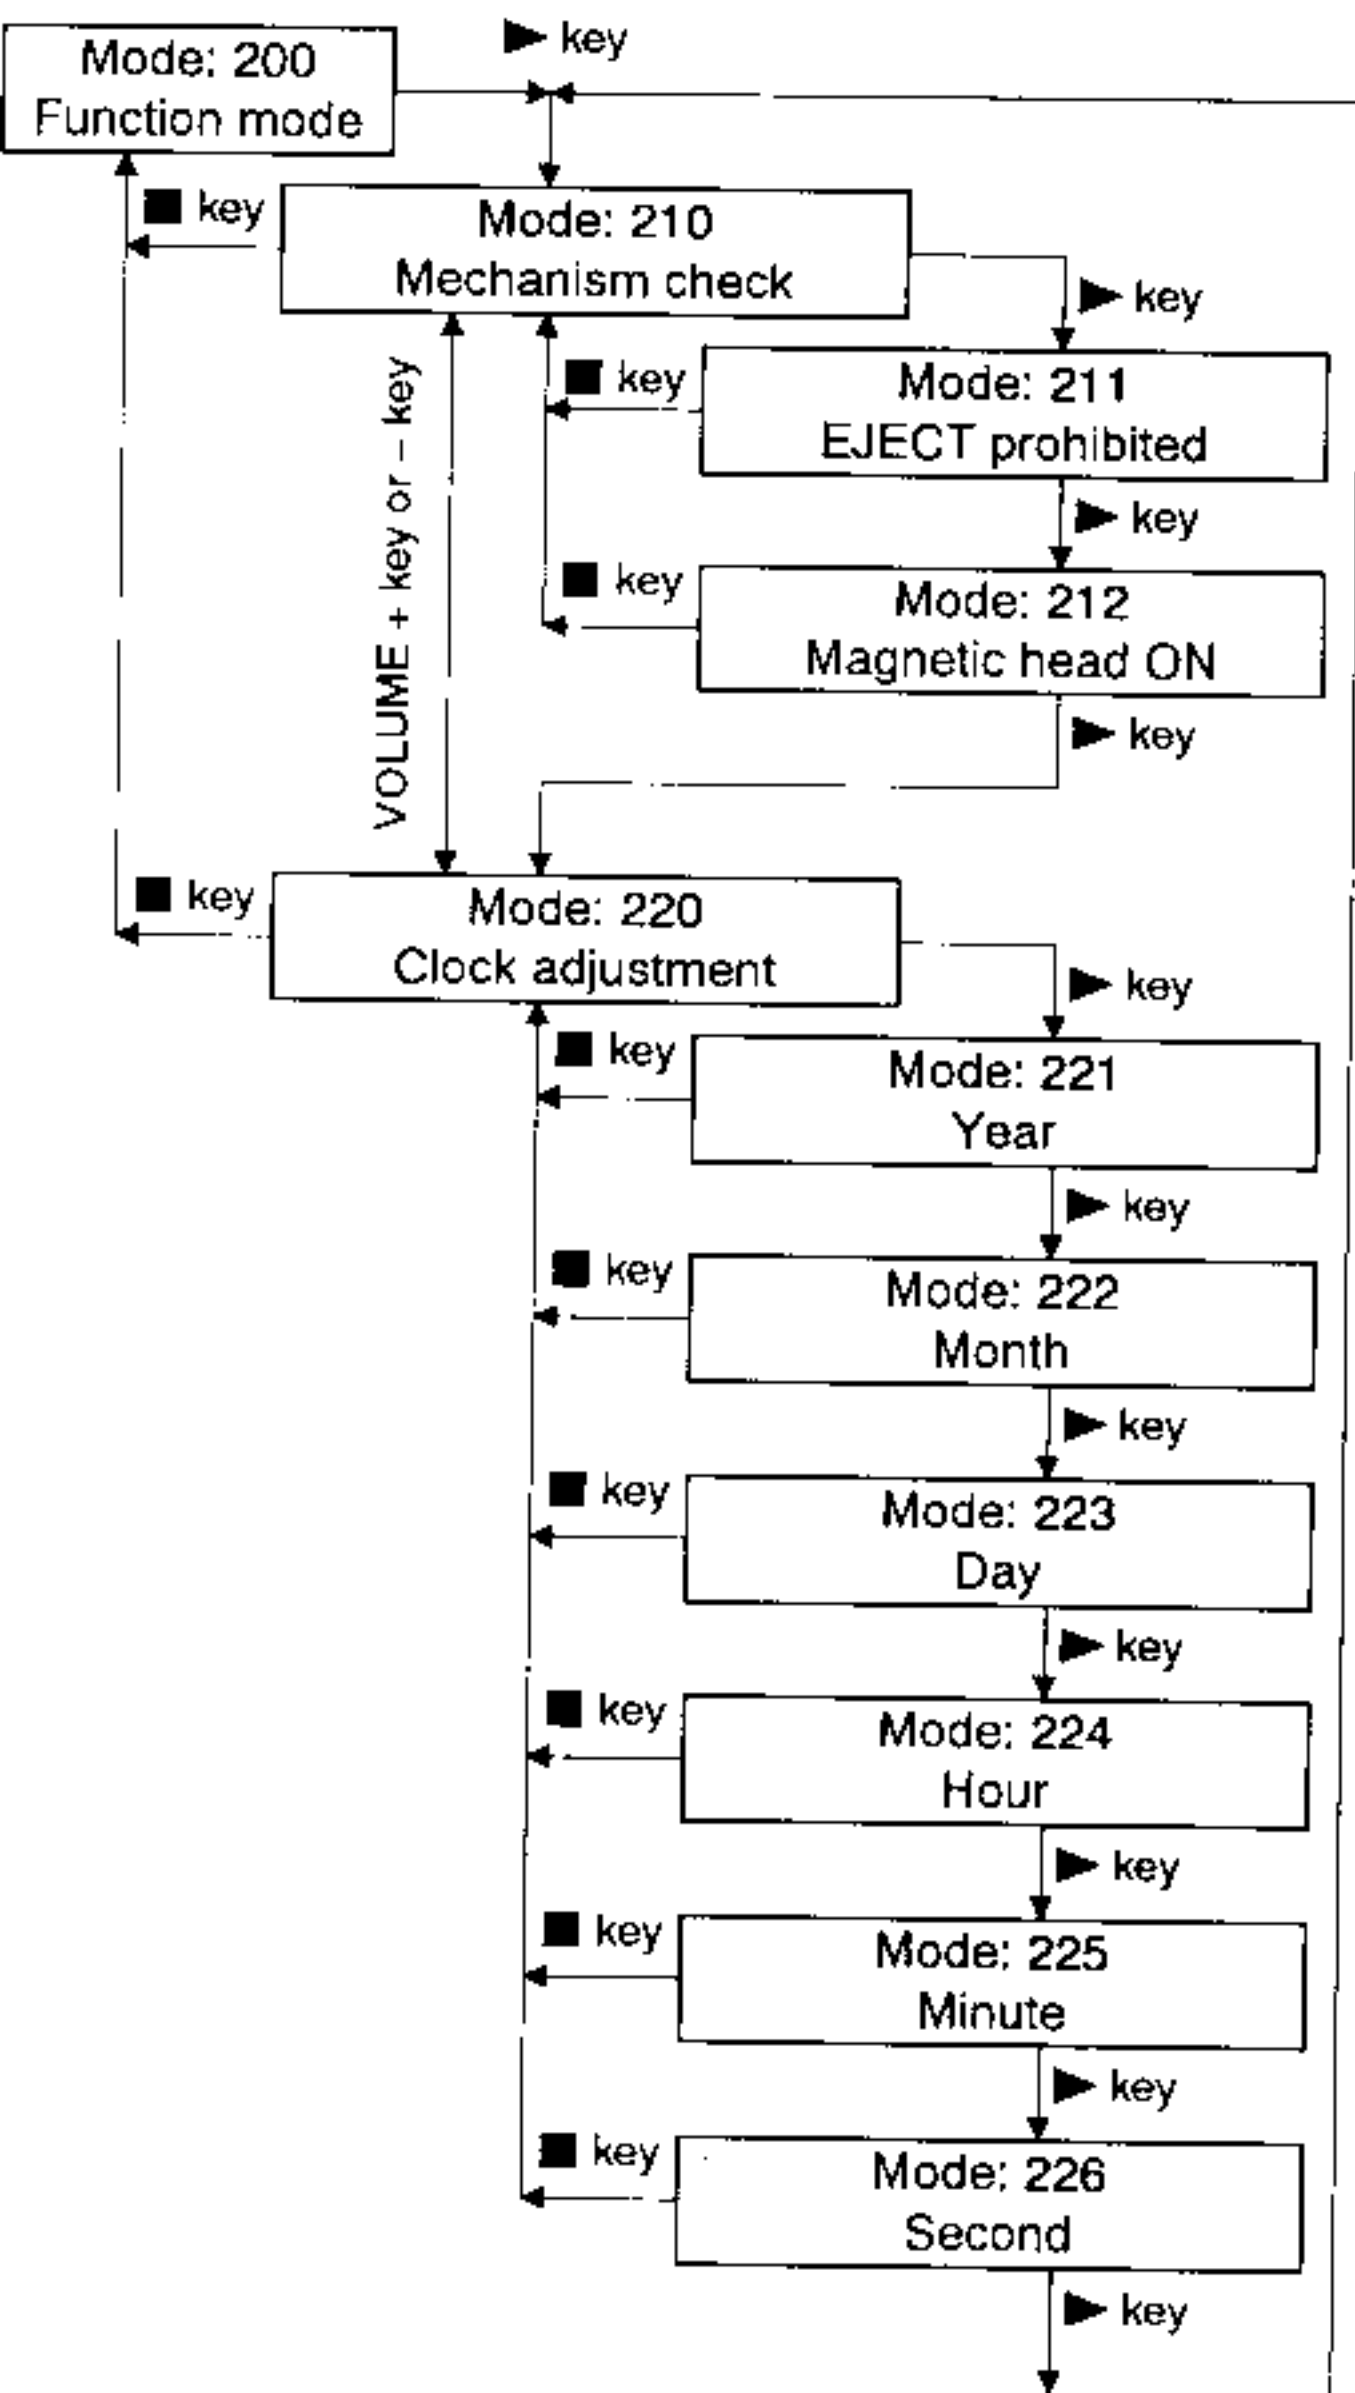 Mode: 200
Function mode
▶ key
■ key
Mode: 210
Mechanism check
▶ key
■ key
Mode: 211
EJECT prohibited
▶ key
VOLUME + key or – key
■ key
Mode: 212
Magnetic head ON
▶ key
■ key
Mode: 220
Clock adjustment
▶ key
■ key
Mode: 221
Year
▶ key
■ key
Mode: 222
Month
▶ key
■ key
Mode: 223
Day
▶ key
■ key
Mode: 224
Hour
▶ key
■ key
Mode: 225
Minute
▶ key
■ key
Mode: 226
Second
▶ key